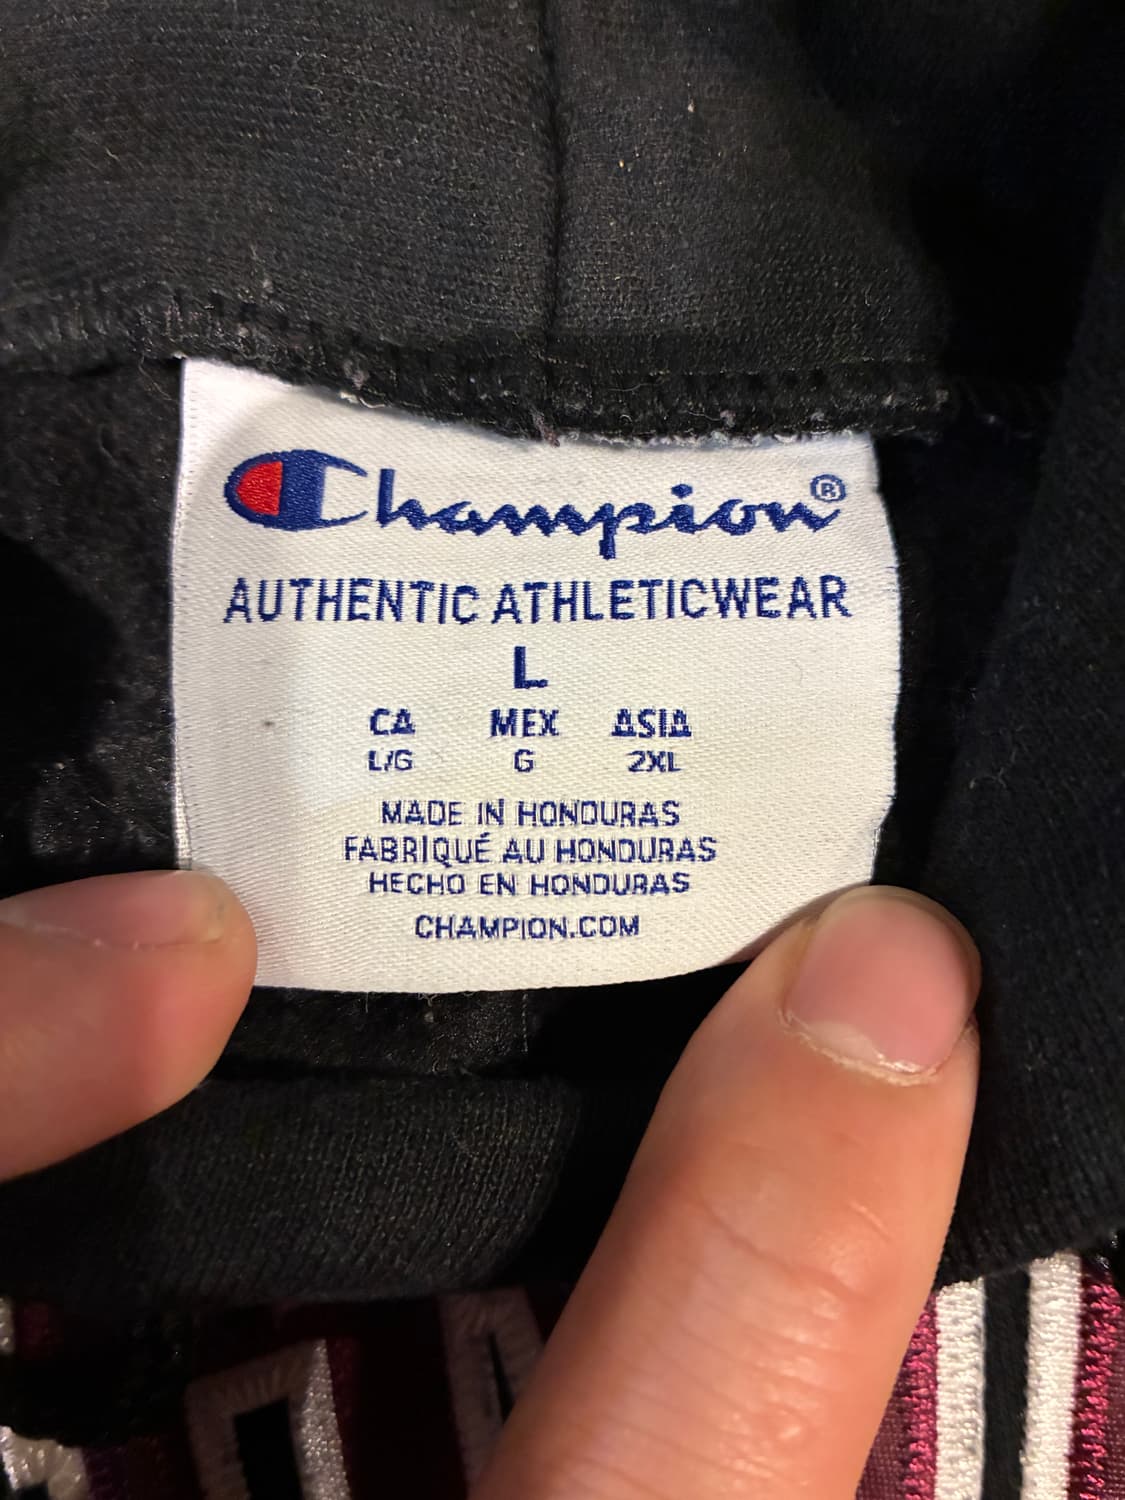 Champion®
AUTHENTIC ATHLETICWEAR
L
CA MEX ASIA
L/G G 2XL
MADE IN HONDURAS
FABRIQUÉ AU HONDURAS
HECHO EN HONDURAS
CHAMPION.COM